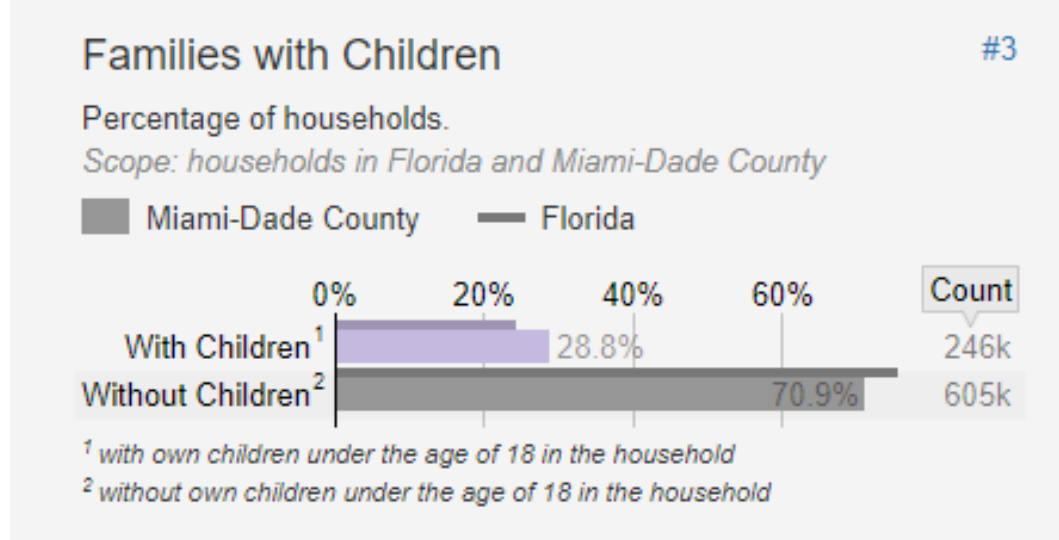 Families with Children #3
Percentage of households.
Scope: households in Florida and Miami-Dade County
Miami-Dade County Florida
0% 20% 40% 60% Count
With Children¹ 28.8% 246k
Without Children² 70.9% 605k
¹ with own children under the age of 18 in the household
² without own children under the age of 18 in the household